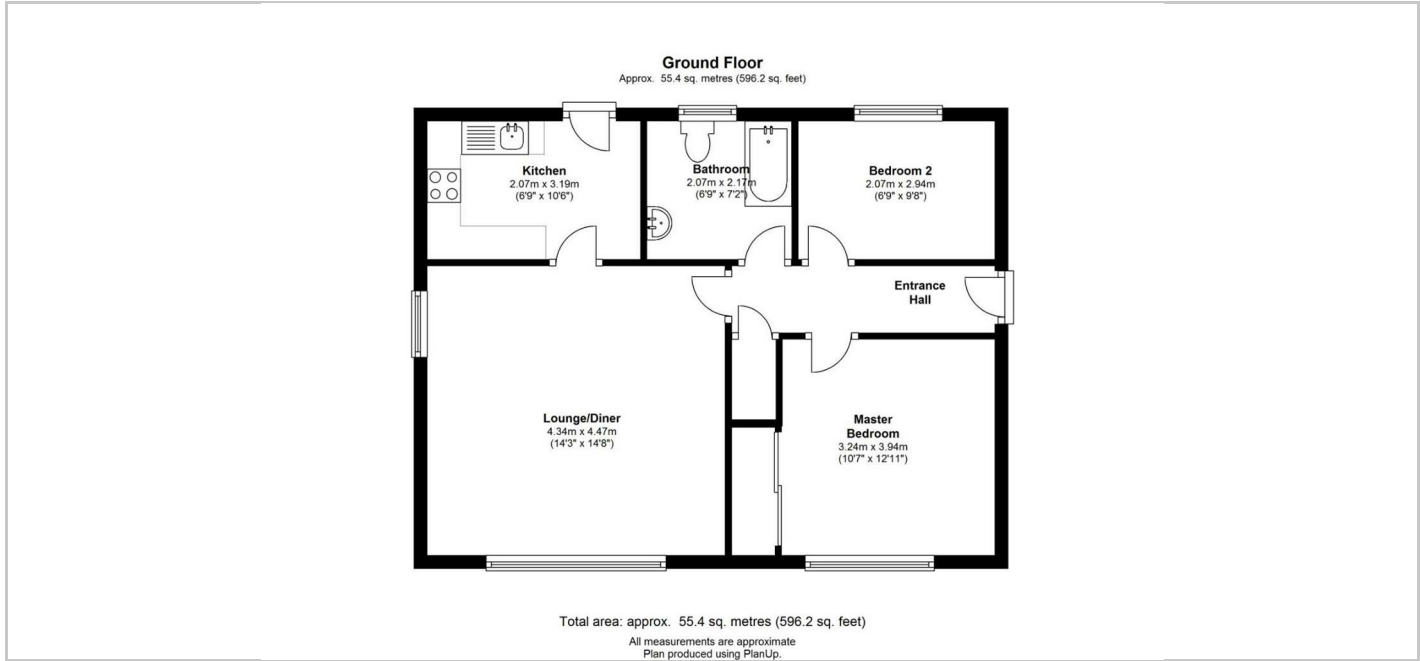 Ground Floor
Approx. 55.4 sq. metres (596.2 sq. feet)
Kitchen
2.07m x 3.19m
(6'9" x 10'6")
Bathroom
2.07m x 2.17m
(6'9" x 7'2")
Bedroom 2
2.07m x 2.94m
(6'9" x 9'8")
Entrance
Hall
Lounge/Diner
4.34m x 4.47m
(14'3" x 14'8")
Master
Bedroom
3.24m x 3.94m
(10'7" x 12'11")
Total area: approx. 55.4 sq. metres (596.2 sq. feet)
All measurements are approximate
Plan produced using PlanUp.